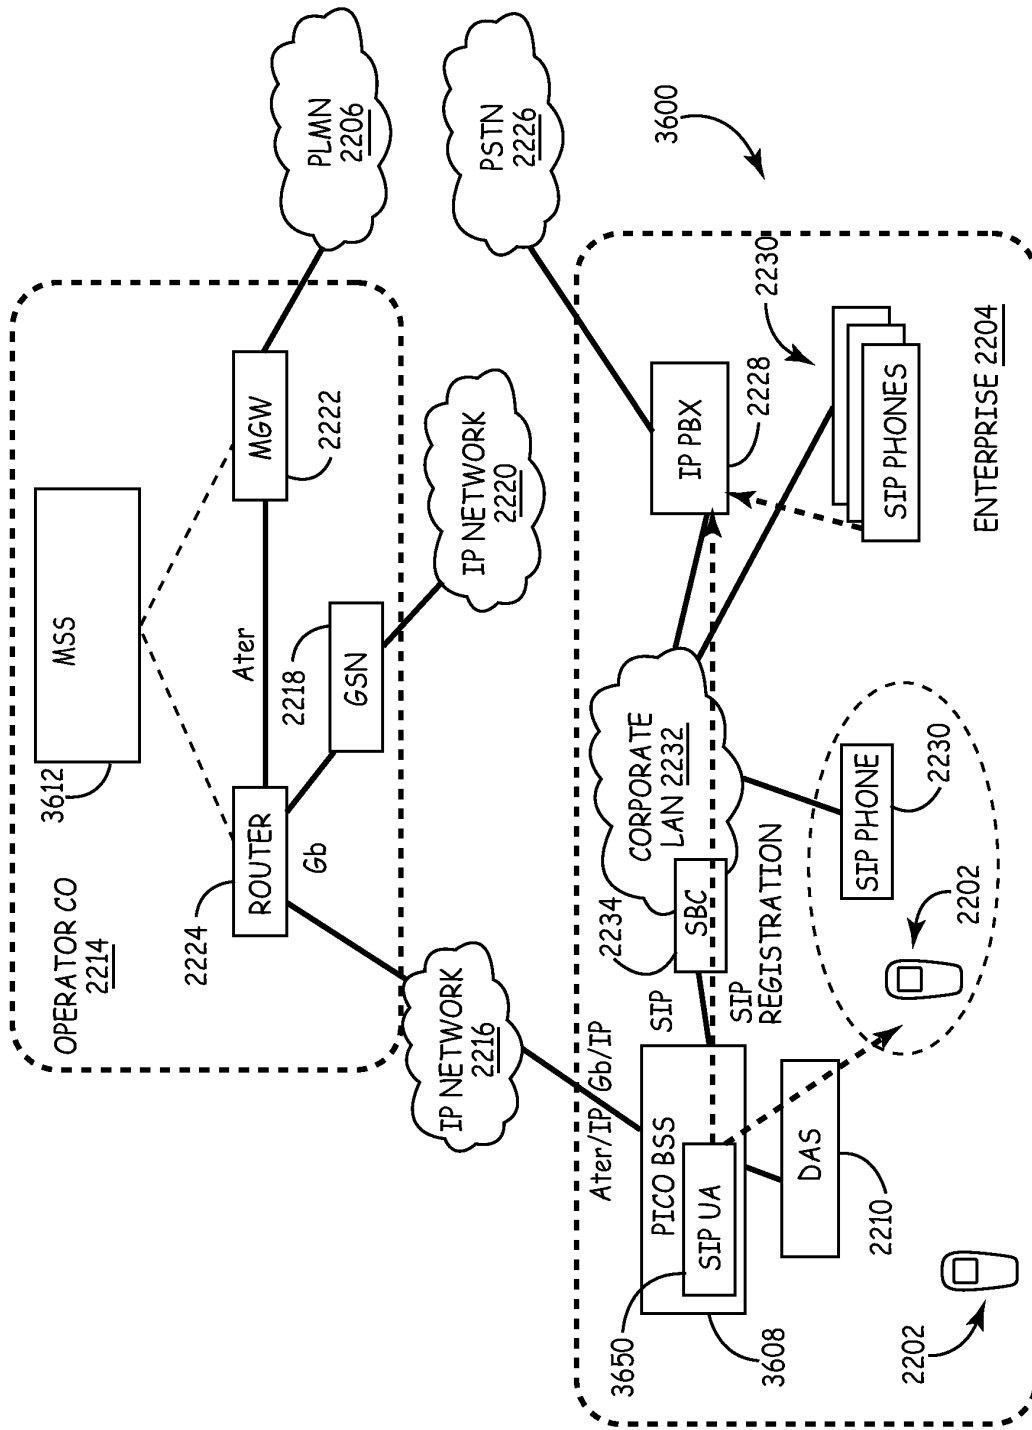 OPERATOR CO
2214
3612
MSS
2224
ROUTER
Ater
Gb
2218
GSN
MGW
2222
PLMN
2206
IP NETWORK
2216
IP NETWORK
2220
PSTN
2226
3600
Ater/IP
Gb/IP
3650
PICO BSS
SIP UA
3608
SIP
2234
SBC
CORPORATE
LAN 2232
SIP
REGISTRATION
IP PBX
2228
2230
SIP PHONES
DAS
2210
SIP PHONE
2230
2202
2202
ENTERPRISE 2204